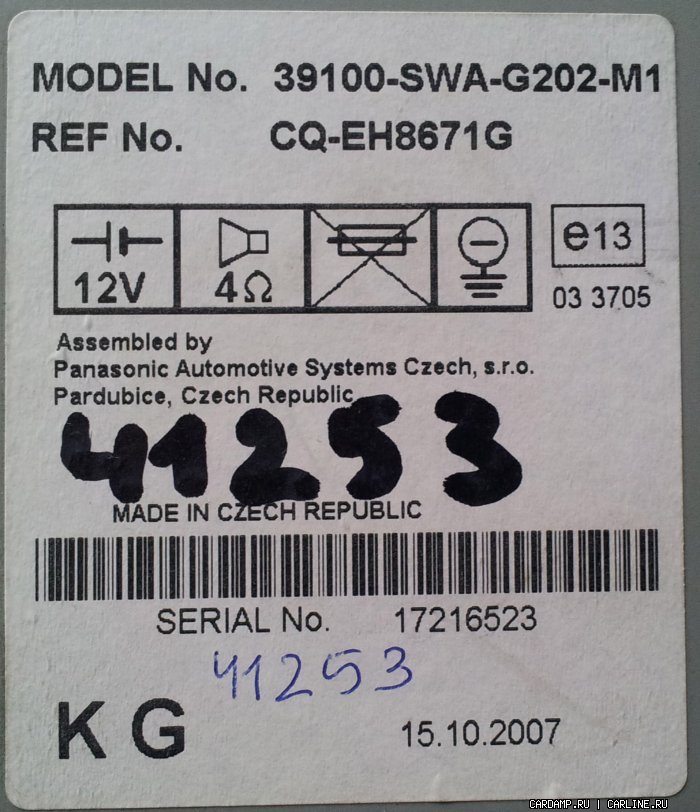 MODEL No. 39100-SWA-G202-M1
REF No. CQ-EH8671G
12V 4Ω e13
03 3705
Assembled by
Panasonic Automotive Systems Czech, s.r.o.
Pardubice, Czech Republic
41253
MADE IN CZECH REPUBLIC
SERIAL No. 17216523
41253
KG 15.10.2007
CARDAMP.RU | CARLINE.RU